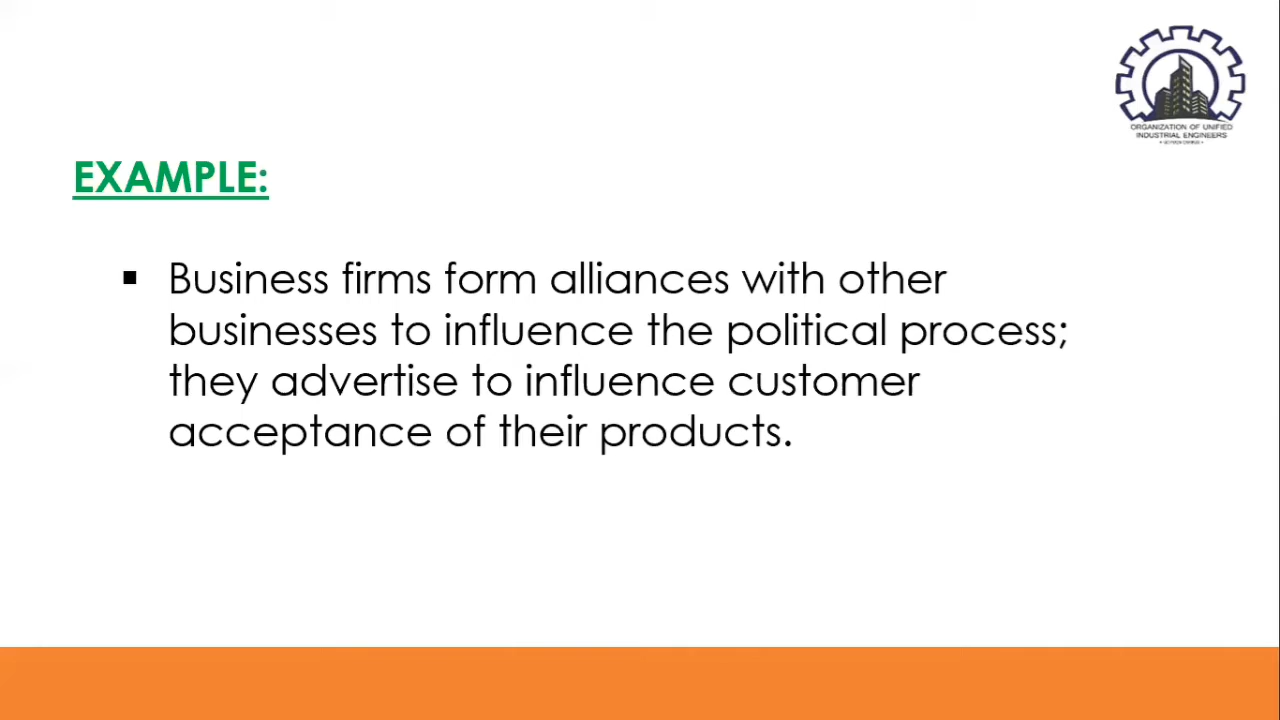 ORGANIZATION OF UNIFIED
INDUSTRIAL ENGINEERS
EXAMPLE:
▪ Business firms form alliances with other
businesses to influence the political process;
they advertise to influence customer
acceptance of their products.